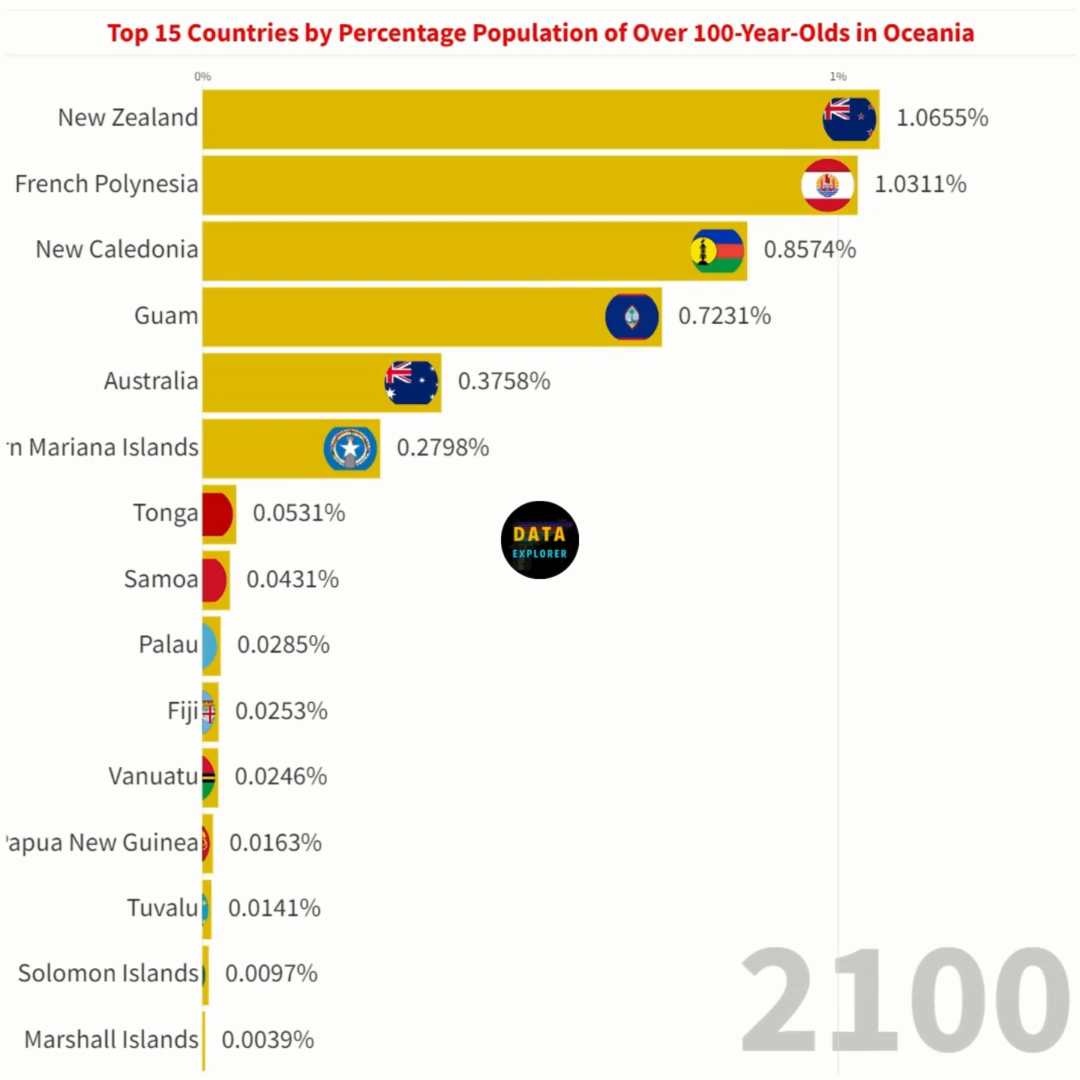 Top 15 Countries by Percentage Population of Over 100-Year-Olds in Oceania
0% 1%
New Zealand 1.0655%
French Polynesia 1.0311%
New Caledonia 0.8574%
Guam 0.7231%
Australia 0.3758%
rn Mariana Islands 0.2798%
Tonga 0.0531%
DATA
EXPLORER
Samoa 0.0431%
Palau 0.0285%
Fiji 0.0253%
Vanuatu 0.0246%
Papua New Guinea 0.0163%
Tuvalu 0.0141%
Solomon Islands 0.0097%
Marshall Islands 0.0039%
2100